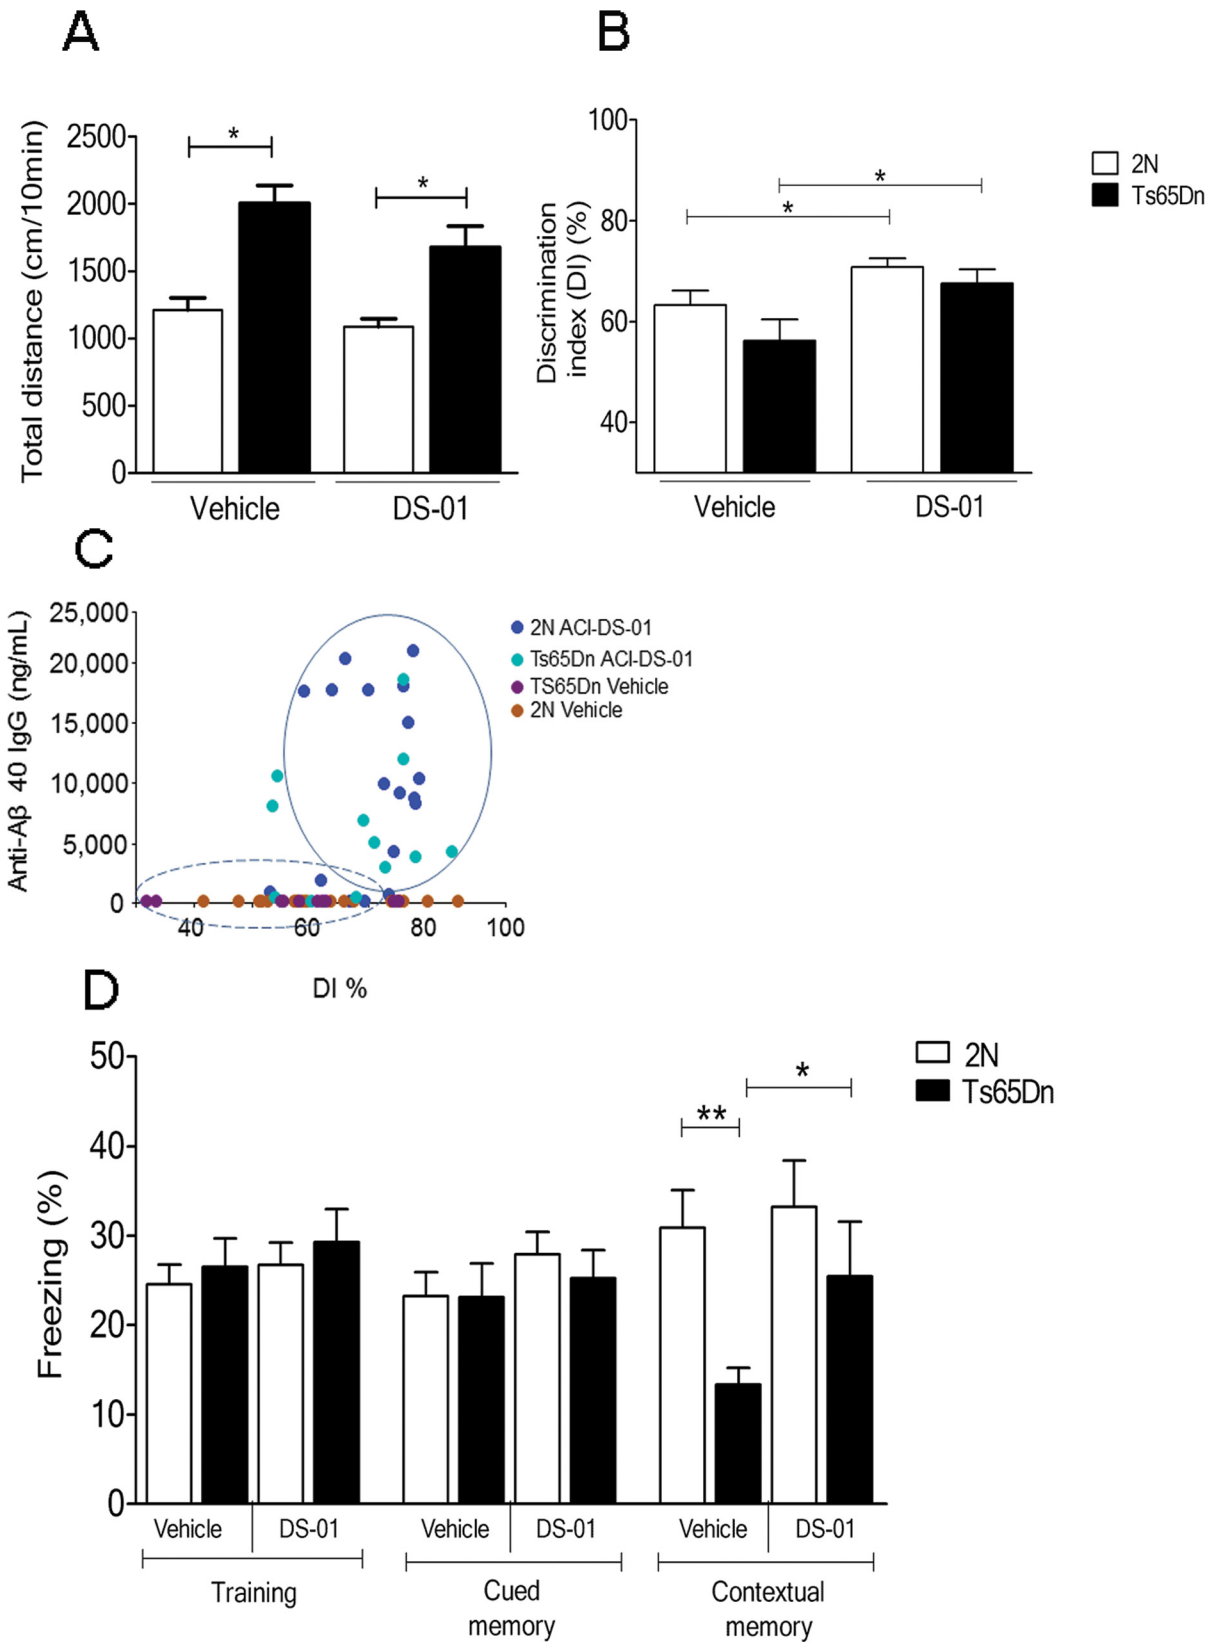 A
B
Total distance (cm/10min)
2500
2000
1500
1000
500
0
*
*
Vehicle
DS-01
Discrimination
index (DI) (%)
100
80
60
40
*
*
Vehicle
DS-01
2N
Ts65Dn
C
Anti-Aβ 40 IgG (ng/mL)
25,000
20,000
15,000
10,000
5,000
0
40
60
80
100
DI %
2N ACI-DS-01
Ts65Dn ACI-DS-01
TS65Dn Vehicle
2N Vehicle
D
Freezing (%)
50
40
30
20
10
0
**
*
2N
Ts65Dn
Vehicle
DS-01
Vehicle
DS-01
Vehicle
DS-01
Training
Cued
memory
Contextual
memory